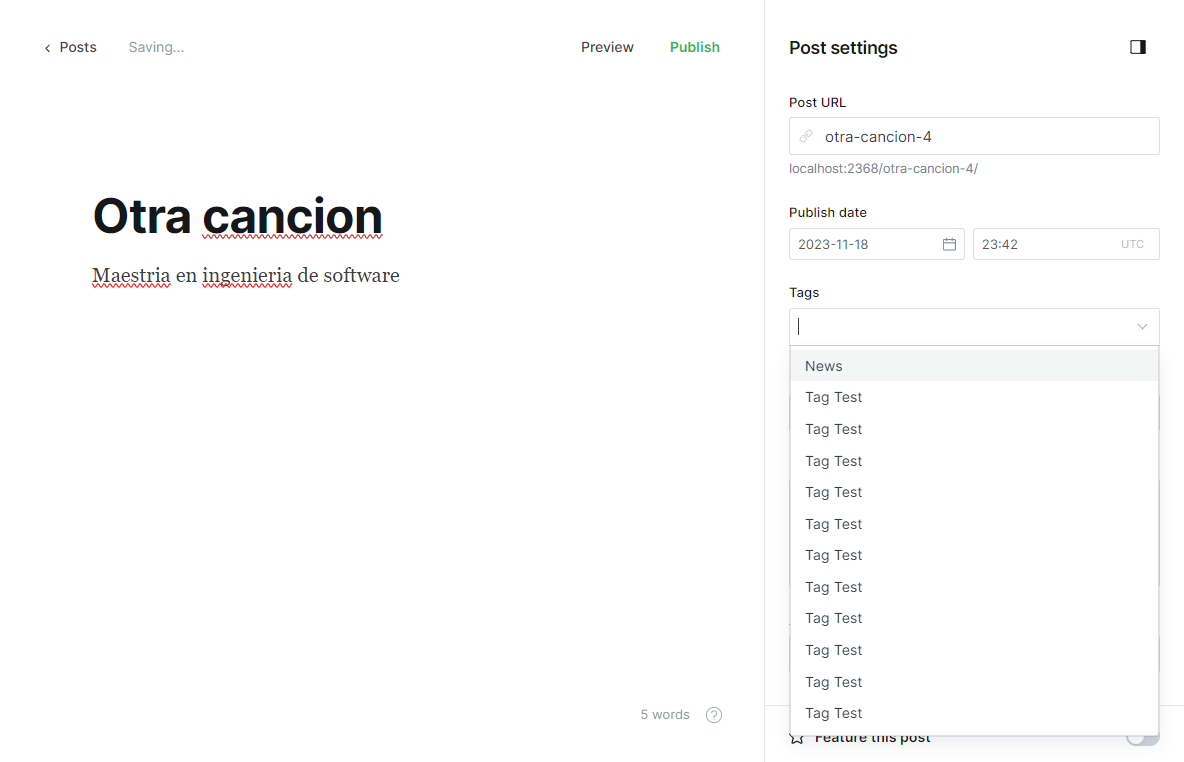 Posts Saving... Preview Publish
Otra cancion
Maestria en ingenieria de software
5 words
Post settings
Post URL
otra-cancion-4
localhost:2368/otra-cancion-4/
Publish date
2023-11-18 23:42 UTC
Tags
News
Tag Test
Tag Test
Tag Test
Tag Test
Tag Test
Tag Test
Tag Test
Tag Test
Tag Test
Tag Test
Tag Test
Feature this post